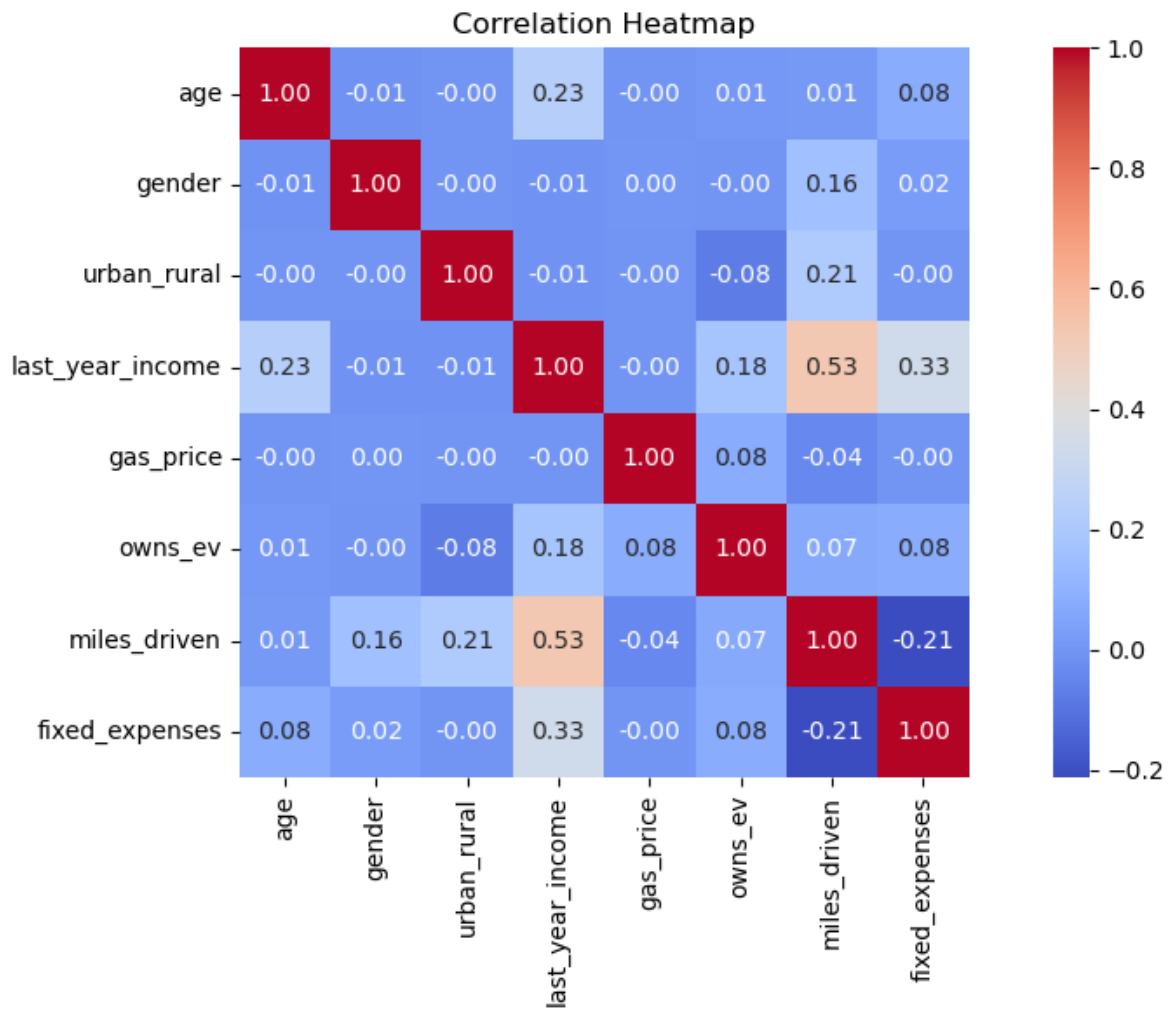 Correlation Heatmap
age 1.00 -0.01 -0.00 0.23 -0.00 0.01 0.01 0.08
gender -0.01 1.00 -0.00 -0.01 0.00 -0.00 0.16 0.02
urban_rural -0.00 -0.00 1.00 -0.01 -0.00 -0.08 0.21 -0.00
last_year_income 0.23 -0.01 -0.01 1.00 -0.00 0.18 0.53 0.33
gas_price -0.00 0.00 -0.00 -0.00 1.00 0.08 -0.04 -0.00
owns_ev 0.01 -0.00 -0.08 0.18 0.08 1.00 0.07 0.08
miles_driven 0.01 0.16 0.21 0.53 -0.04 0.07 1.00 -0.21
fixed_expenses 0.08 0.02 -0.00 0.33 -0.00 0.08 -0.21 1.00
age
gender
urban_rural
last_year_income
gas_price
owns_ev
miles_driven
fixed_expenses
1.0
0.8
0.6
0.4
0.2
0.0
−0.2